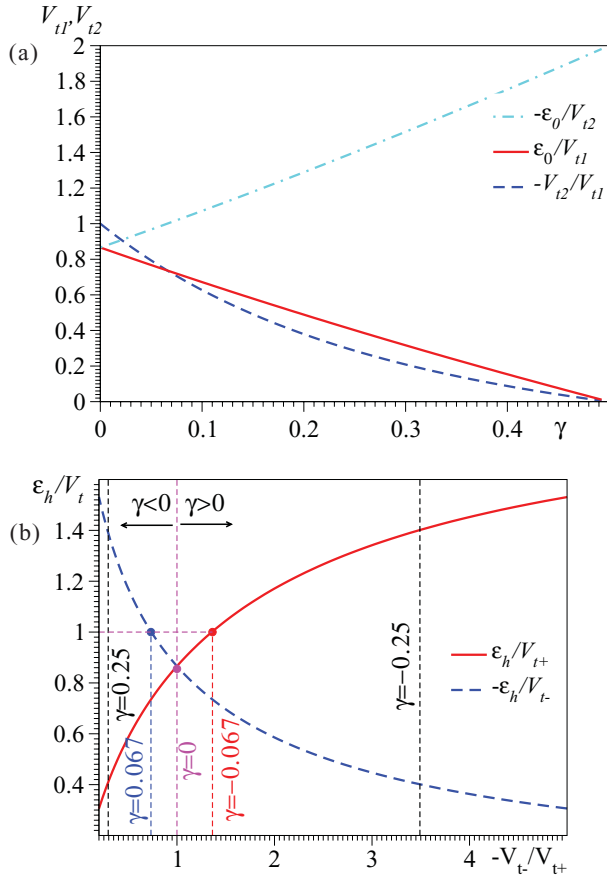 V_{t1},V_{t2}
(a)
2
1.6
1.4
1.2
1
0.8
0.6
0.4
0.2
0
-ε_0/V_{t2}
ε_0/V_{t1}
-V_{t2}/V_{t1}
0
0.1
0.2
0.3
0.4
γ
ε_h/V_t
(b)
γ<0
γ>0
1.4
1.2
1
0.8
0.6
0.4
ε_h/V_{t+}
-ε_h/V_{t-}
γ=0.25
γ=0.067
γ=0
γ=−0.067
γ=−0.25
1
2
3
4
-V_{t-}/V_{t+}